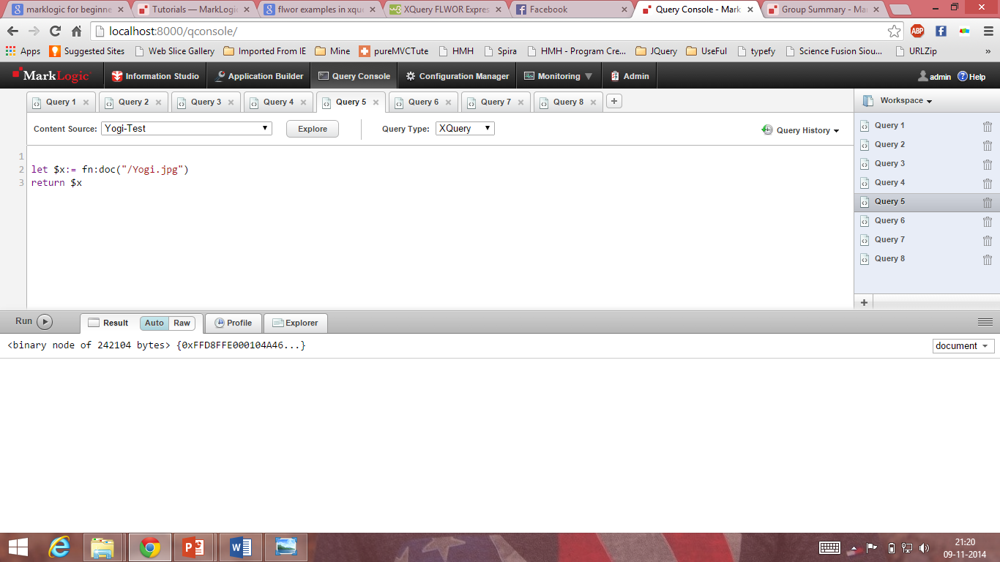 marklogic for beginne
Tutorials — MarkLogic
flwor examples in xque
XQuery FLWOR Expres
Facebook
Query Console - Mark
Group Summary - Mar
localhost:8000/qconsole/
ABP
Apps
Suggested Sites
Web Slice Gallery
Imported From IE
Mine
pureMVCTute
HMH
Spira
HMH - Program Cre...
JQuery
UseFul
typefy
Science Fusion Siou...
URLZip
»
MarkLogic
Information Studio
Application Builder
Query Console
Configuration Manager
Monitoring
Admin
admin
Help
Query 1
Query 2
Query 3
Query 4
Query 5
Query 6
Query 7
Query 8
Workspace
Content Source:
Yogi-Test
Explore
Query Type:
XQuery
Query History
1
2 let $x:= fn:doc("/Yogi.jpg")
3 return $x
Query 1
Query 2
Query 3
Query 4
Query 5
Query 6
Query 7
Query 8
Run
Result
Auto
Raw
Profile
Explorer
<binary node of 242104 bytes> {0xFFD8FFE000104A46...}
document
21:20
09-11-2014